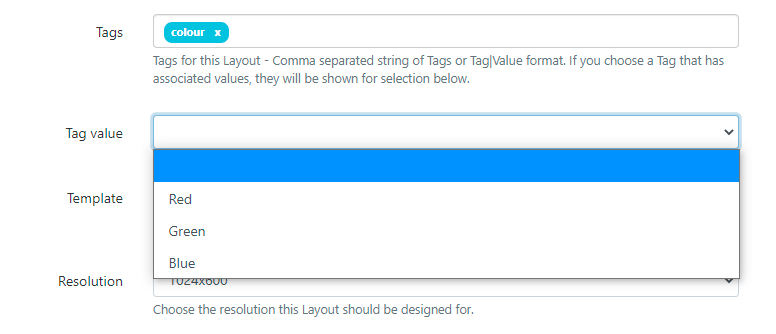 Tags
colour x
Tags for this Layout - Comma separated string of Tags or Tag|Value format. If you choose a Tag that has
associated values, they will be shown for selection below.
Tag value
Template
Red
Green
Blue
Resolution
1024x600
Choose the resolution this Layout should be designed for.